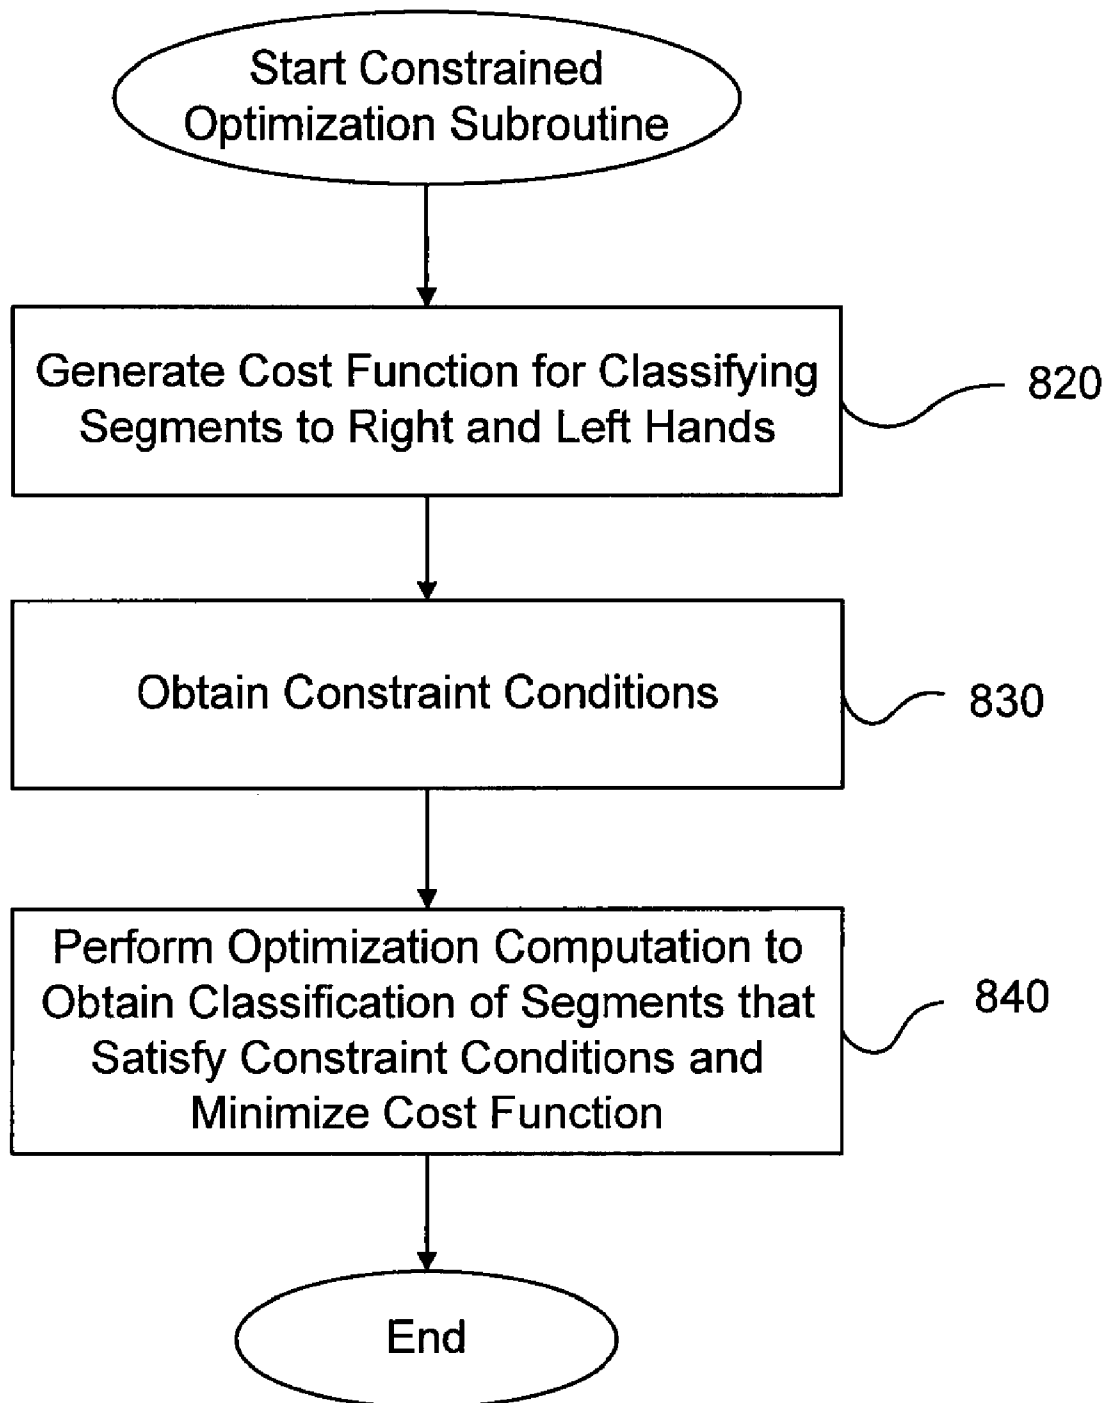 Start Constrained
Optimization Subroutine
Generate Cost Function for Classifying
Segments to Right and Left Hands
820
Obtain Constraint Conditions
830
Perform Optimization Computation to
Obtain Classification of Segments that
Satisfy Constraint Conditions and
Minimize Cost Function
840
End